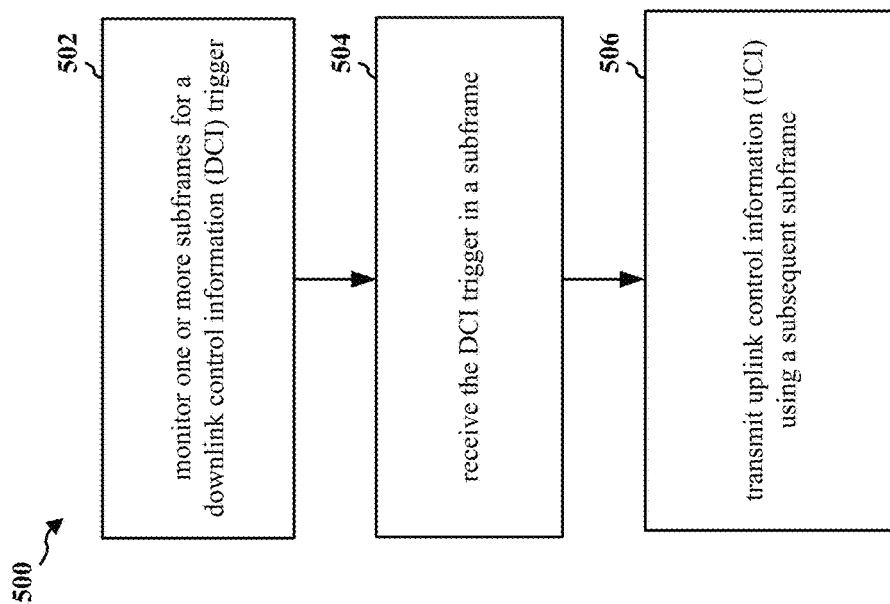 500
502
monitor one or more subframes for a
downlink control information (DCI) trigger
504
receive the DCI trigger in a subframe
506
transmit uplink control information (UCI)
using a subsequent subframe